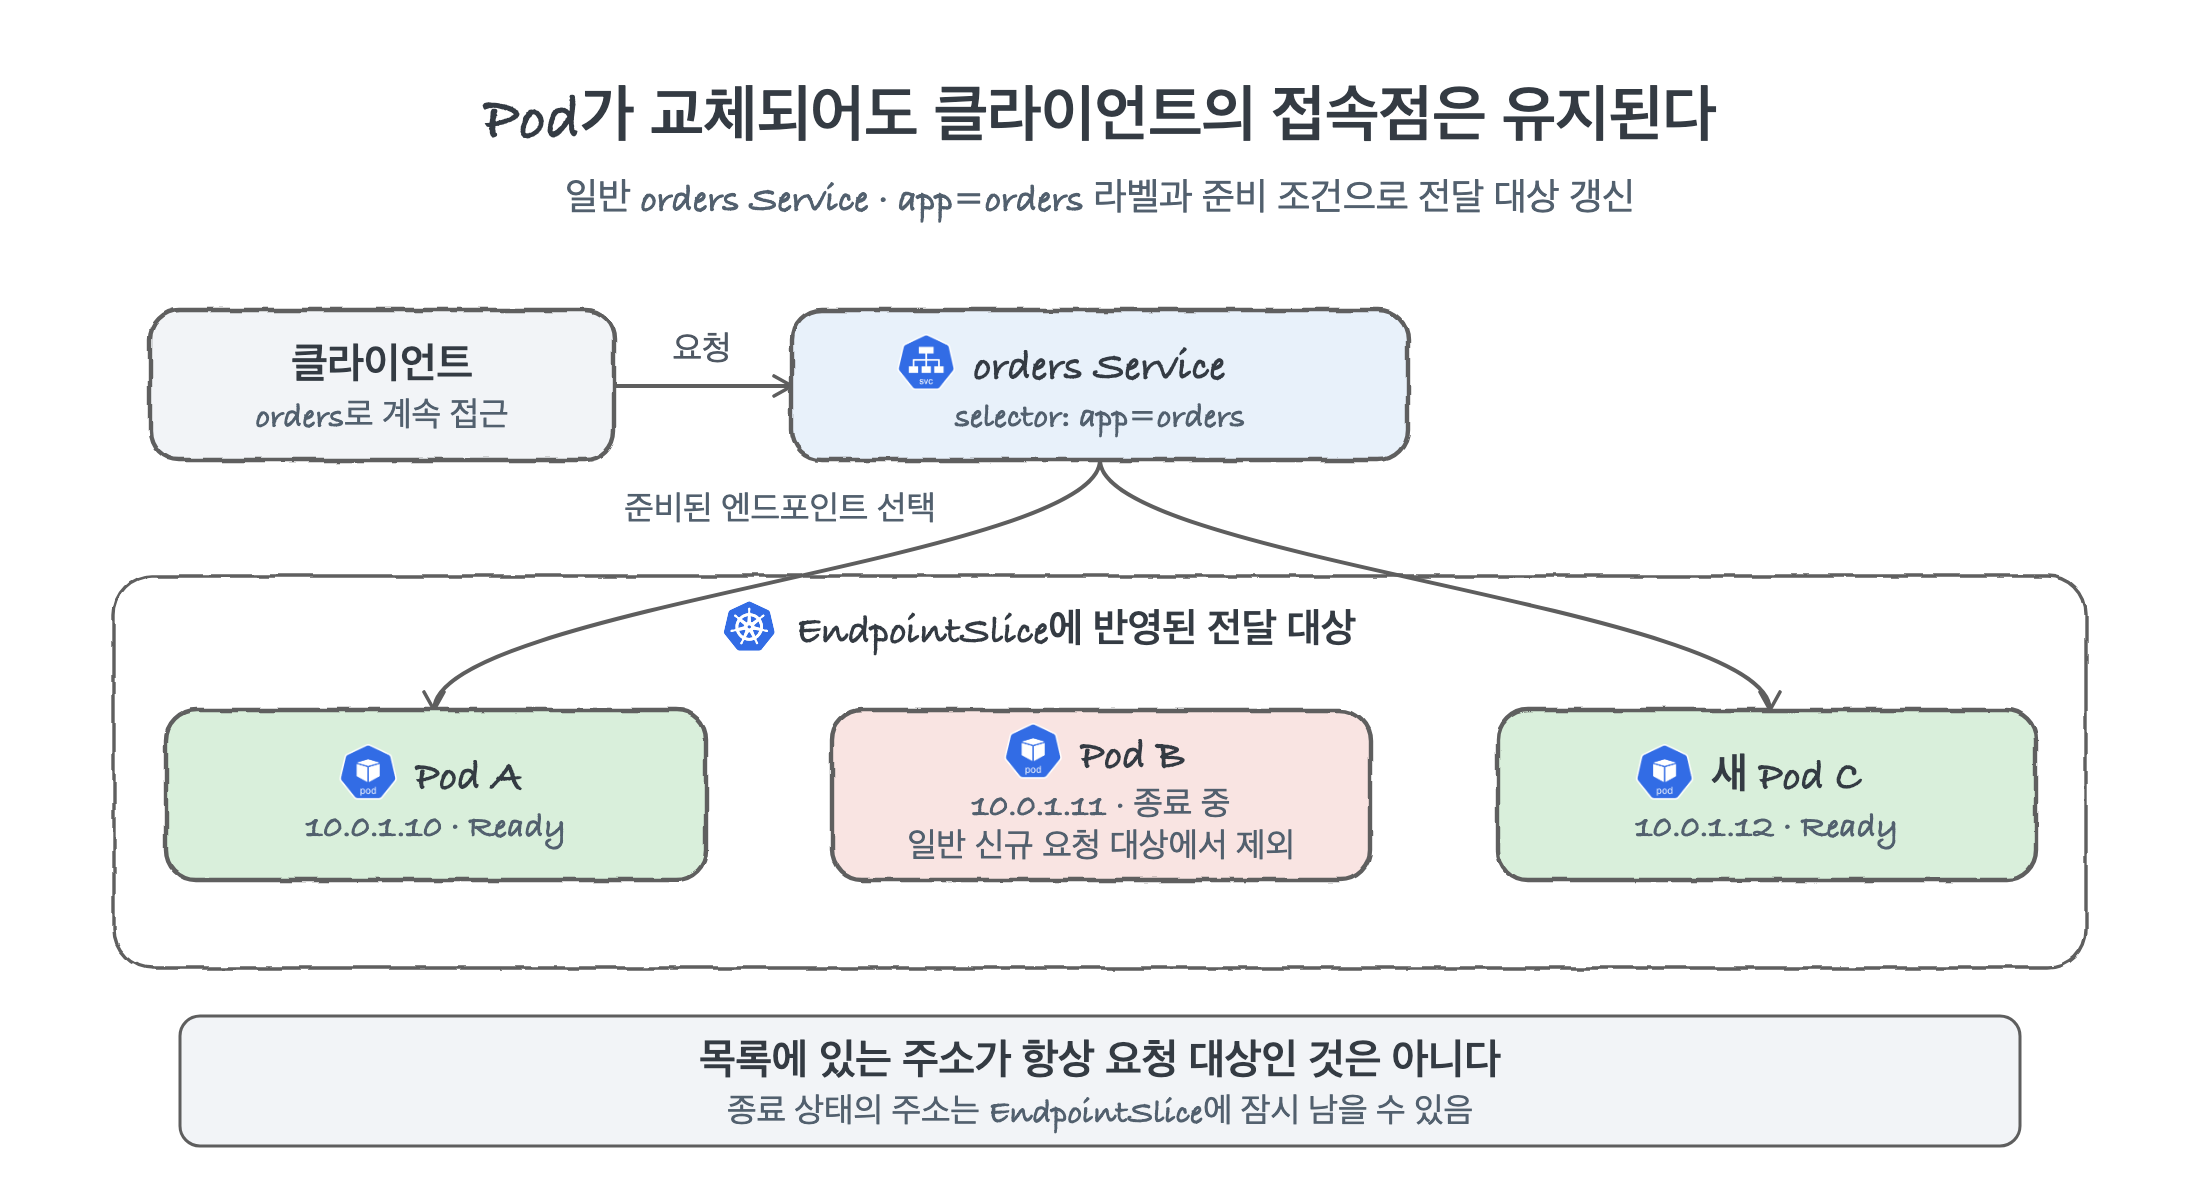 Pod가 교체되어도 클라이언트의 접속점은 유지된다
일반 orders Service · app=orders 라벨과 준비 조건으로 전달 대상 갱신
클라이언트
orders로 계속 접근
요청
svc
orders Service
selector: app=orders
준비된 엔드포인트 선택
EndpointSlice에 반영된 전달 대상
pod
Pod A
10.0.1.10 · Ready
pod
Pod B
10.0.1.11 · 종료 중
일반 신규 요청 대상에서 제외
pod
새 Pod C
10.0.1.12 · Ready
목록에 있는 주소가 항상 요청 대상인 것은 아니다
종료 상태의 주소는 EndpointSlice에 잠시 남을 수 있음